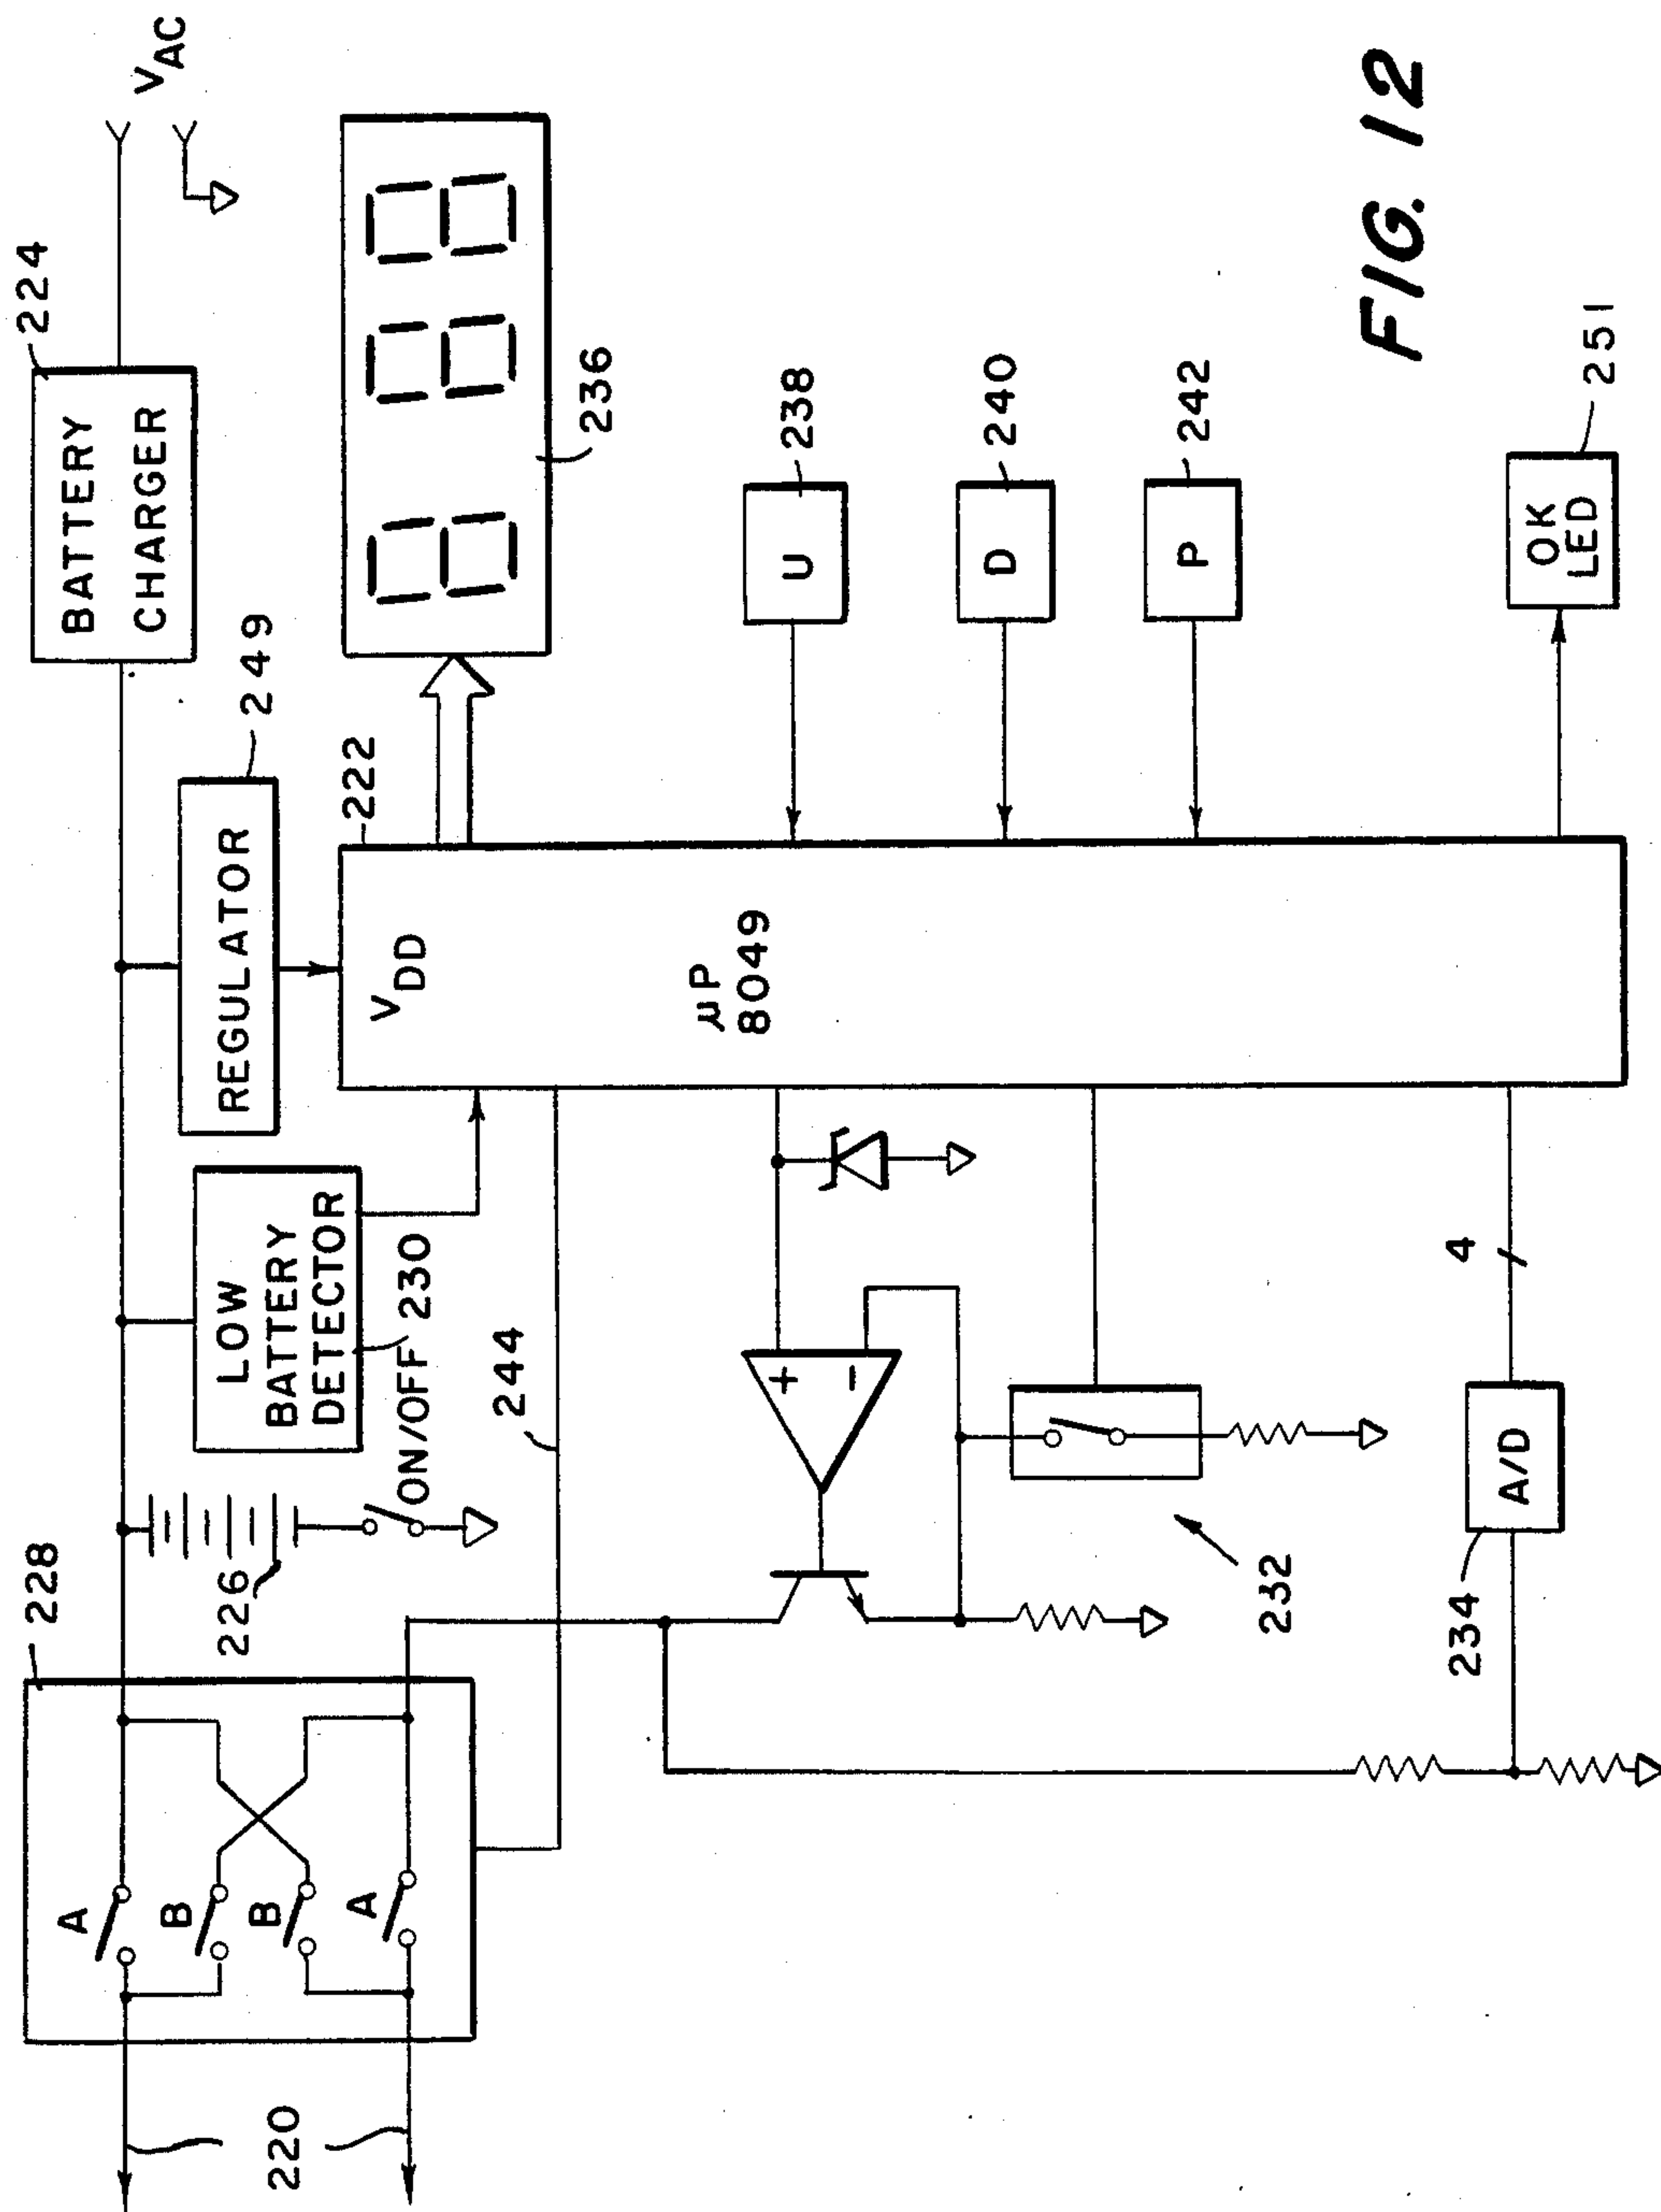 228
A
B
B
A
220
226
ON/OFF
LOW
BATTERY
DETECTOR
230
244
REGULATOR
249
BATTERY
CHARGER
224
VAC
236
222
VDD
µP
8049
U
238
D
240
P
242
OK
LED
251
+
−
232
A/D
234
4
FIG. 12